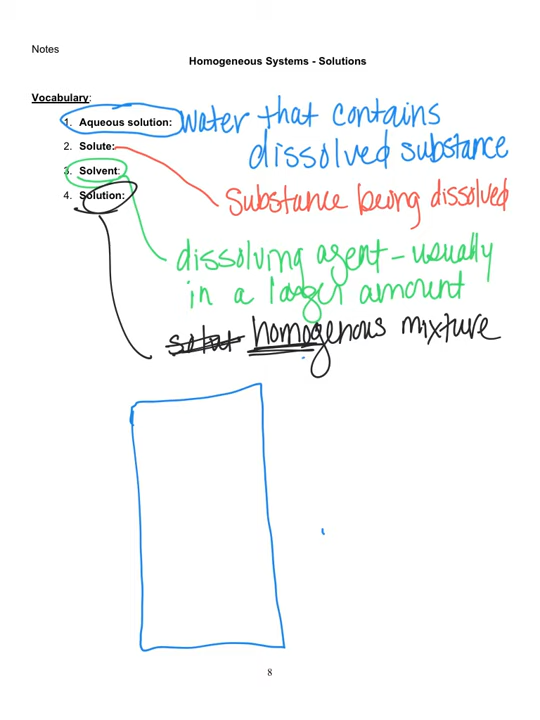 Notes
Homogeneous Systems - Solutions
Vocabulary:
1. Aqueous solution: water that contains
dissolved substance
2. Solute:
3. Solvent:
4. Solution:
Substance being dissolved
dissolving agent - usually
in a larger amount
homogenous mixture
8